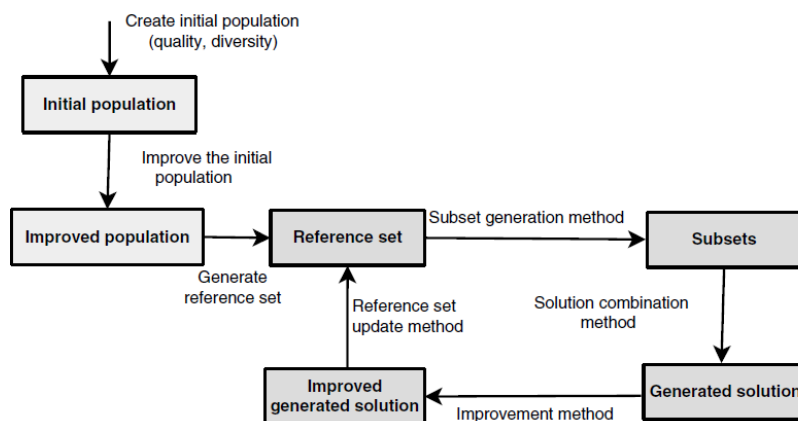 Create initial population
(quality, diversity)
Initial population
Improve the initial
population
Improved population
Generate
reference set
Reference set
Subset generation method
Subsets
Solution combination
method
Reference set
update method
Generated solution
Improvement method
Improved
generated solution